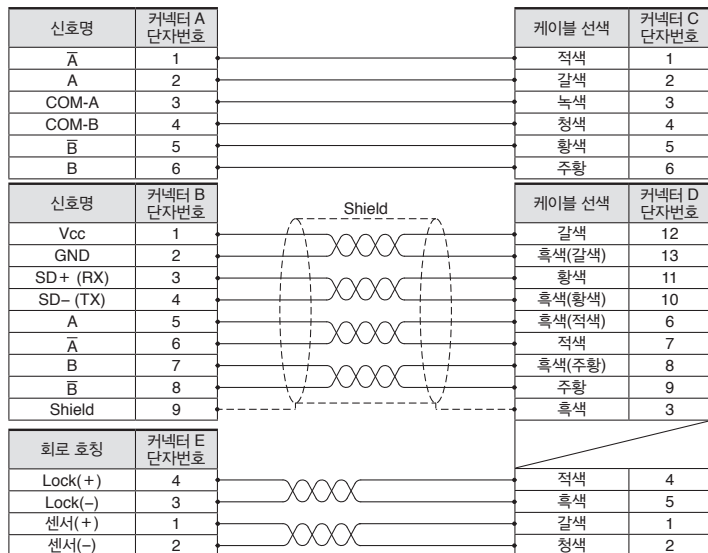 신호명 커넥터 A 단자번호 케이블 선색 커넥터 C 단자번호
A̅ 1 적색 1
A 2 갈색 2
COM-A 3 녹색 3
COM-B 4 청색 4
B̅ 5 황색 5
B 6 주황 6
신호명 커넥터 B 단자번호 Shield 케이블 선색 커넥터 D 단자번호
Vcc 1 갈색 12
GND 2 흑색(갈색) 13
SD+ (RX) 3 황색 11
SD− (TX) 4 흑색(황색) 10
A 5 흑색(적색) 6
A̅ 6 적색 7
B 7 흑색(주황) 8
B̅ 8 주황 9
Shield 9 흑색 3
회로 호칭 커넥터 E 단자번호
Lock(+) 4 적색 4
Lock(−) 3 흑색 5
센서(+) 1 갈색 1
센서(−) 2 청색 2